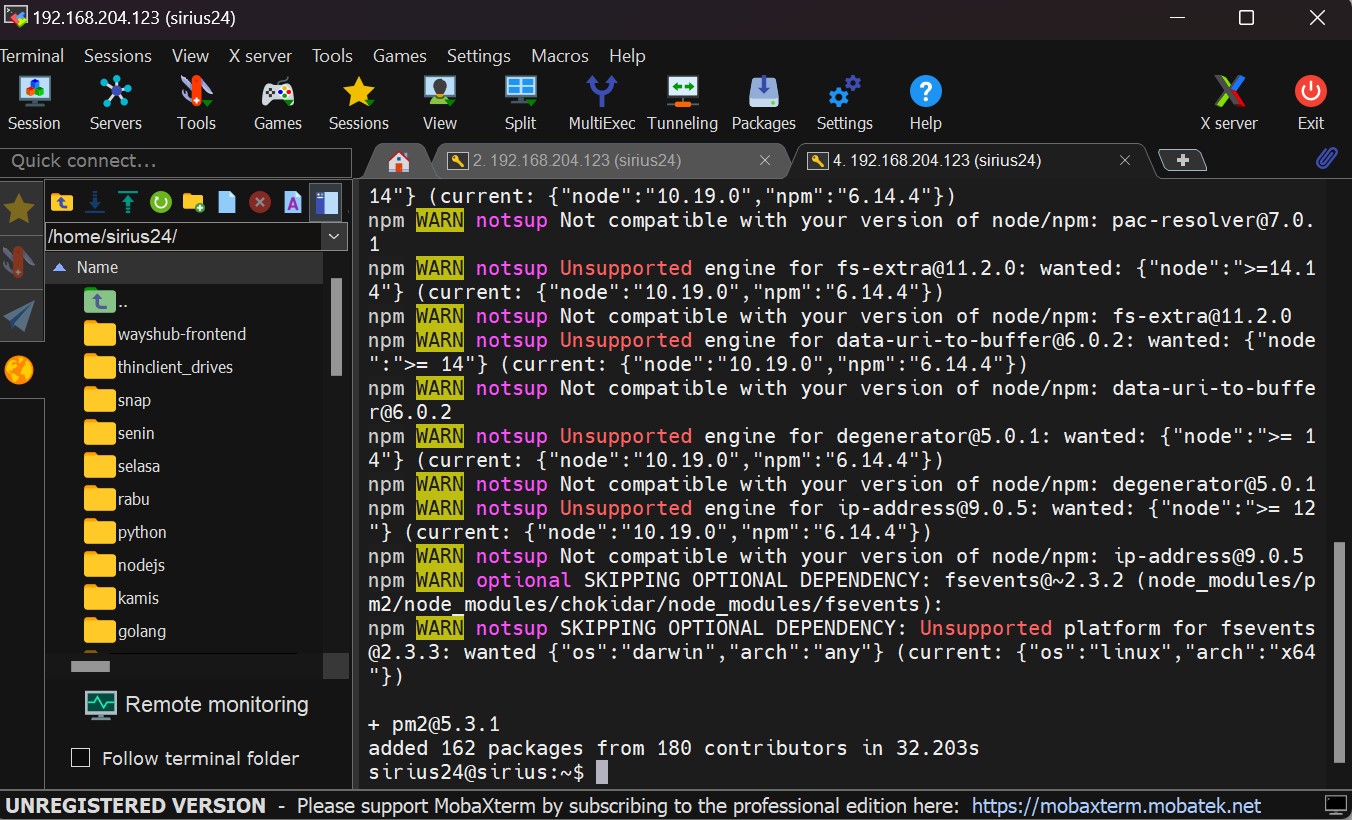 192.168.204.123 (sirius24)
Terminal Sessions View X server Tools Games Settings Macros Help
Session Servers Tools Games Sessions View Split MultiExec Tunneling Packages Settings Help X server Exit
Quick connect...
2. 192.168.204.123 (sirius24)
4. 192.168.204.123 (sirius24)
/home/sirius24/
Name
..
wayshub-frontend
thinclient_drives
snap
senin
selasa
rabu
python
nodejs
kamis
golang
Remote monitoring
Follow terminal folder
14"} (current: {"node":"10.19.0","npm":"6.14.4"})
npm WARN notsup Not compatible with your version of node/npm: pac-resolver@7.0.
1
npm WARN notsup Unsupported engine for fs-extra@11.2.0: wanted: {"node":">=14.1
4"} (current: {"node":"10.19.0","npm":"6.14.4"})
npm WARN notsup Not compatible with your version of node/npm: fs-extra@11.2.0
npm WARN notsup Unsupported engine for data-uri-to-buffer@6.0.2: wanted: {"node
":">= 14"} (current: {"node":"10.19.0","npm":"6.14.4"})
npm WARN notsup Not compatible with your version of node/npm: data-uri-to-buffe
r@6.0.2
npm WARN notsup Unsupported engine for degenerator@5.0.1: wanted: {"node":">= 1
4"} (current: {"node":"10.19.0","npm":"6.14.4"})
npm WARN notsup Not compatible with your version of node/npm: degenerator@5.0.1
npm WARN notsup Unsupported engine for ip-address@9.0.5: wanted: {"node":">= 12
"} (current: {"node":"10.19.0","npm":"6.14.4"})
npm WARN notsup Not compatible with your version of node/npm: ip-address@9.0.5
npm WARN optional SKIPPING OPTIONAL DEPENDENCY: fsevents@~2.3.2 (node_modules/p
m2/node_modules/chokidar/node_modules/fsevents):
npm WARN notsup SKIPPING OPTIONAL DEPENDENCY: Unsupported platform for fsevents
@2.3.3: wanted {"os":"darwin","arch":"any"} (current: {"os":"linux","arch":"x64
"})
+ pm2@5.3.1
added 162 packages from 180 contributors in 32.203s
sirius24@sirius:~$
UNREGISTERED VERSION - Please support MobaXterm by subscribing to the professional edition here: https://mobaxterm.mobatek.net